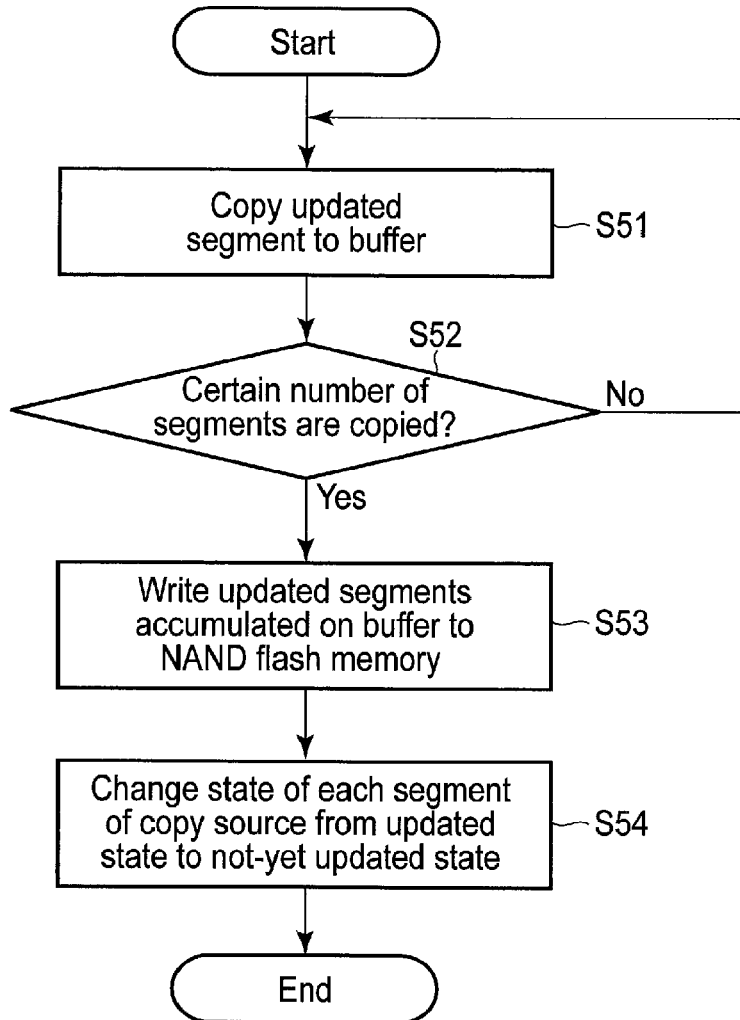 Start
Copy updated
segment to buffer
S51
S52
Certain number of
segments are copied?
No
Yes
Write updated segments
accumulated on buffer to
NAND flash memory
S53
Change state of each segment
of copy source from updated
state to not-yet updated state
S54
End